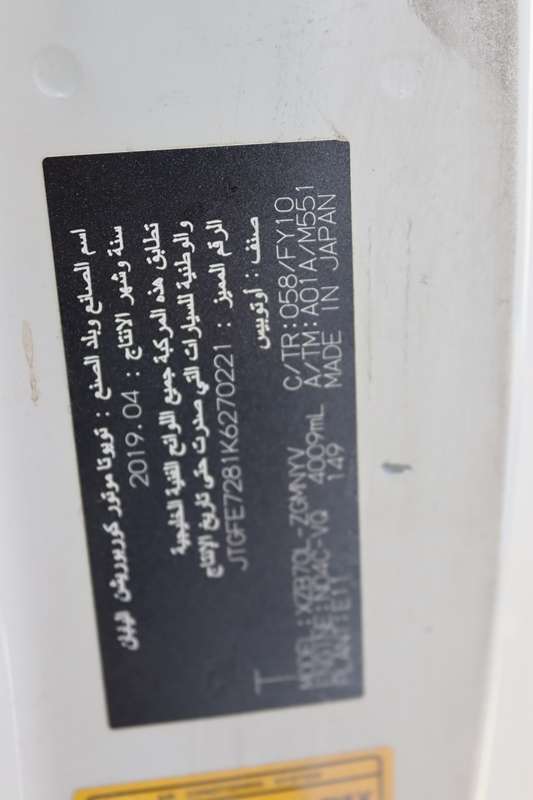 اسم الصانع وبلد الصنع : تويوتا موتور كوربوريشن اليابان
سنة وشهر الإنتاج : 2019.04
تطابق هذه المركبة جميع اللوائح الفنية الخليجية
والوطنية للسيارات التي صدرت حتى تاريخ الإنتاج
الرقم المميز : JTGFE7281K6270221
صنف : أوتوبيس
MODEL:XZB70L-ZGMNYV C/TR:058/FY10
ENGINE:N04C-VQ 4009mL A/TM:A01A/M551
PLANT:E11 149 MADE IN JAPAN